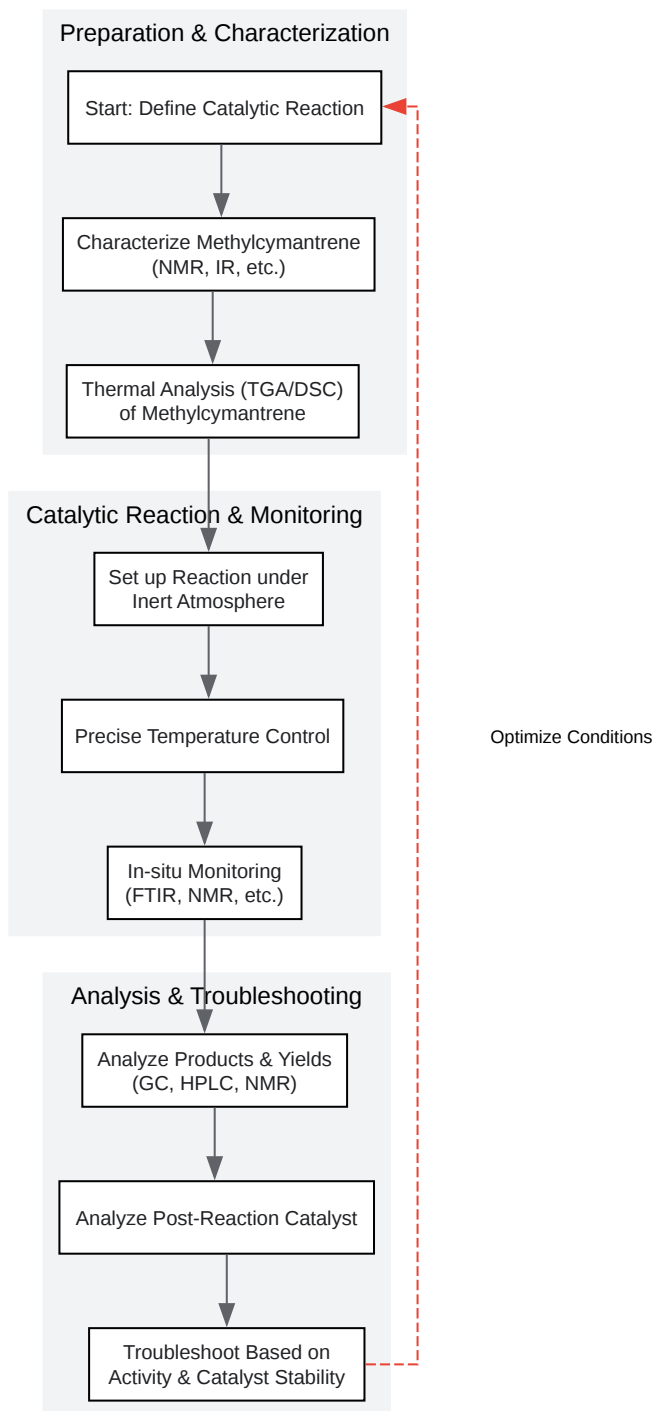 Preparation & Characterization
Start: Define Catalytic Reaction
Characterize Methylcymantrene
(NMR, IR, etc.)
Thermal Analysis (TGA/DSC)
of Methylcymantrene
Catalytic Reaction & Monitoring
Set up Reaction under
Inert Atmosphere
Precise Temperature Control
Optimize Conditions
In-situ Monitoring
(FTIR, NMR, etc.)
Analysis & Troubleshooting
Analyze Products & Yields
(GC, HPLC, NMR)
Analyze Post-Reaction Catalyst
Troubleshoot Based on
Activity & Catalyst Stability